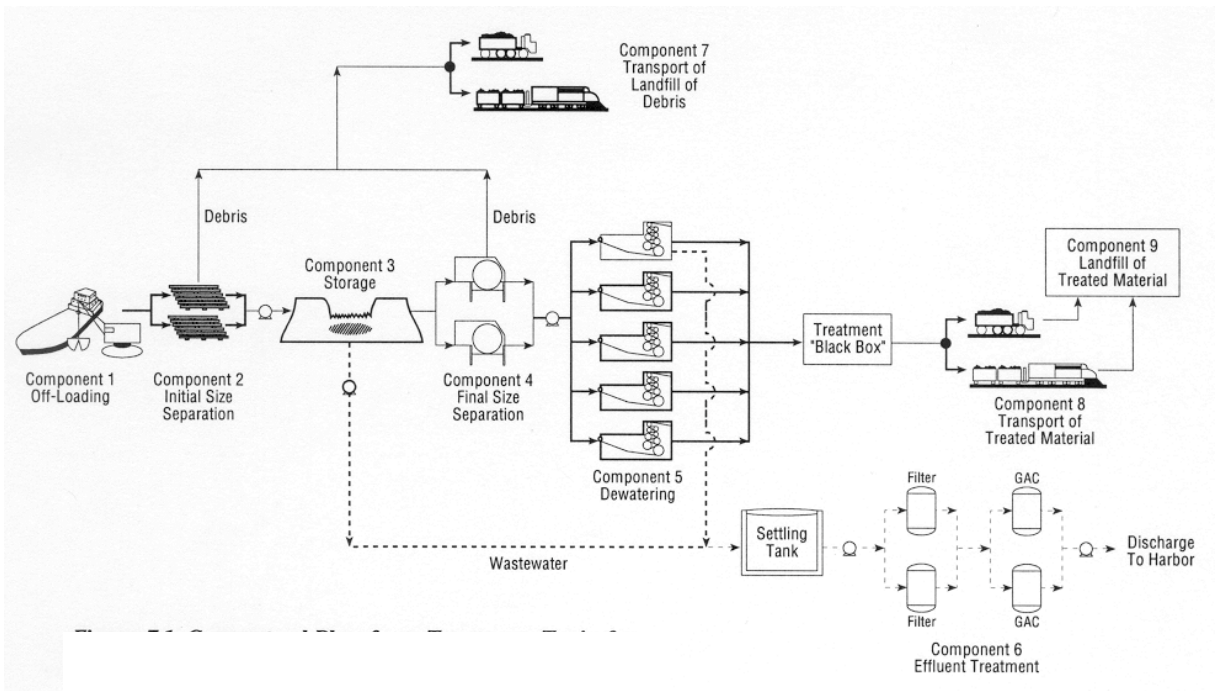 Component 7
Transport of
Landfill of
Debris
Debris
Debris
Component 3
Storage
Component 9
Landfill of
Treated Material
Treatment
"Black Box"
Component 1
Off-Loading
Component 2
Initial Size
Separation
Component 4
Final Size
Separation
Component 8
Transport of
Treated Material
Component 5
Dewatering
Filter
GAC
Settling
Tank
Discharge
To Harbor
Wastewater
Filter
GAC
Component 6
Effluent Treatment